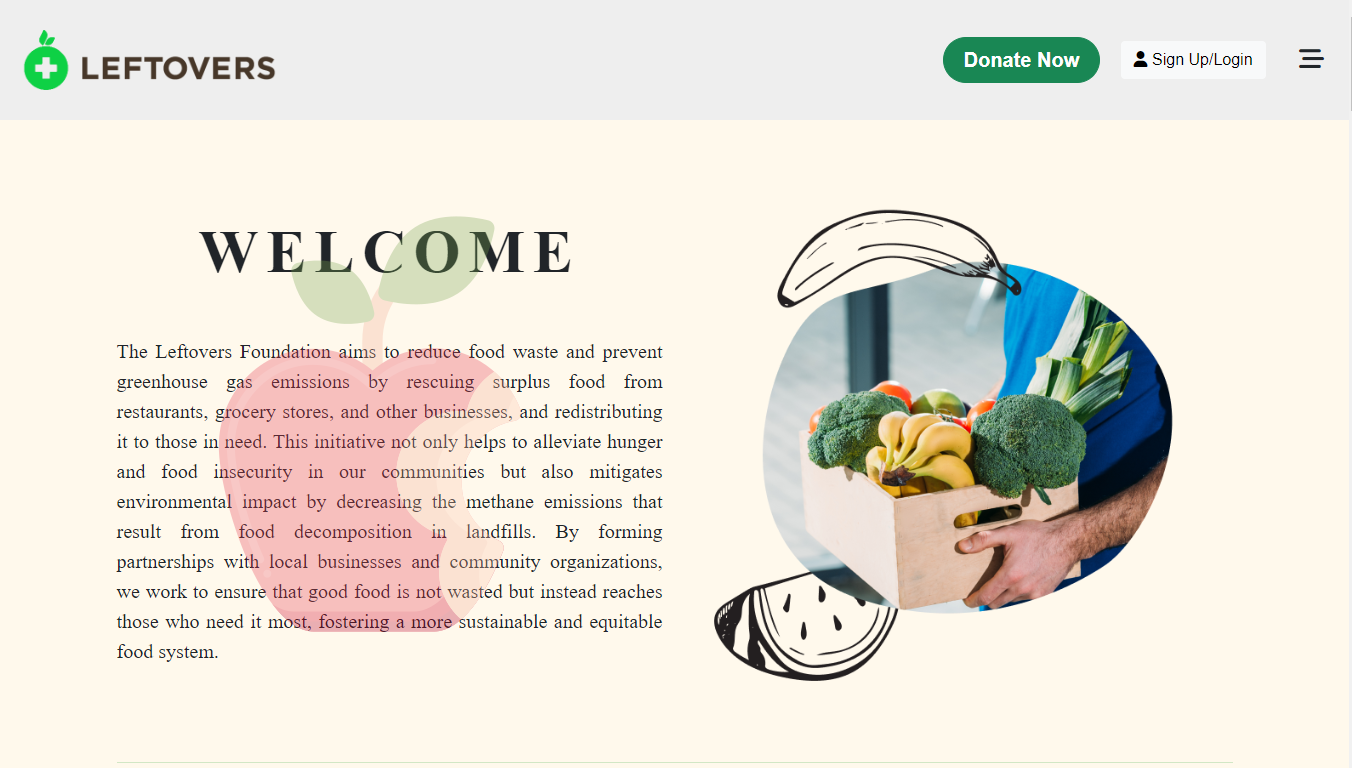 LEFTOVERS
Donate Now
Sign Up/Login
WELCOME
The Leftovers Foundation aims to reduce food waste and prevent
greenhouse gas emissions by rescuing surplus food from
restaurants, grocery stores, and other businesses, and redistributing
it to those in need. This initiative not only helps to alleviate hunger
and food insecurity in our communities but also mitigates
environmental impact by decreasing the methane emissions that
result from food decomposition in landfills. By forming
partnerships with local businesses and community organizations,
we work to ensure that good food is not wasted but instead reaches
those who need it most, fostering a more sustainable and equitable
food system.